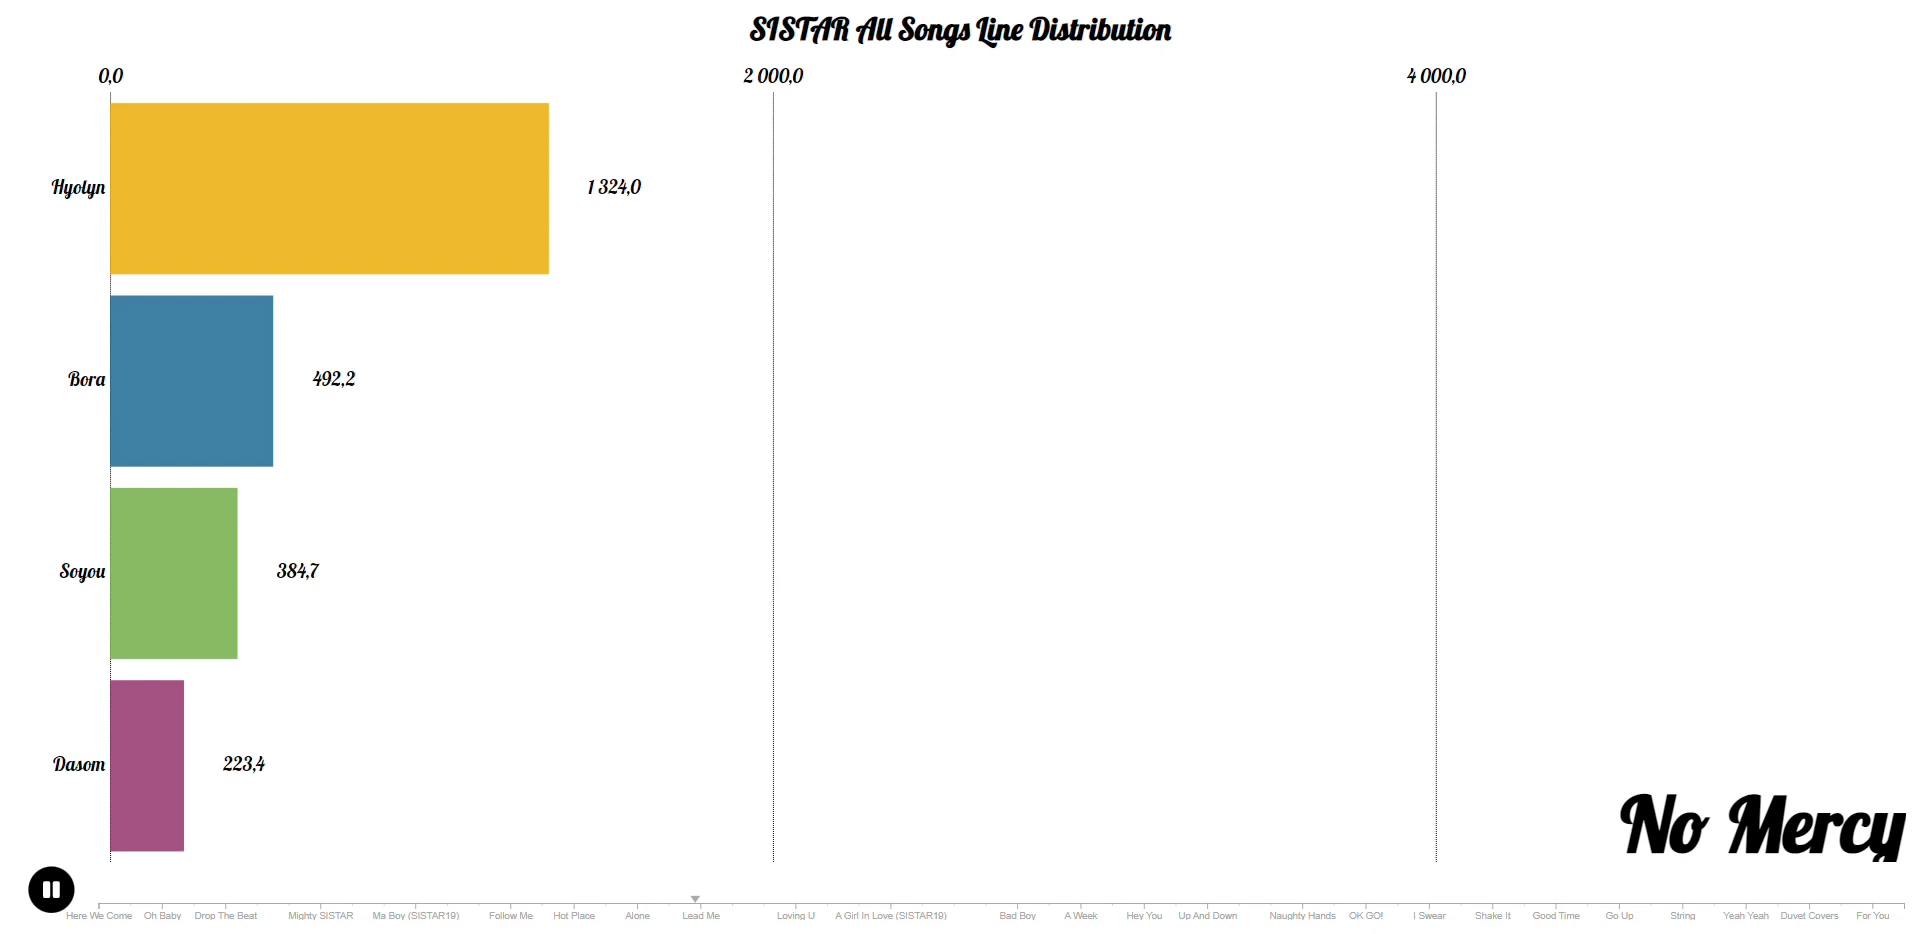 SISTAR All Songs Line Distribution
0,0 2 000,0 4 000,0
Hyolyn 1 324,0
Bora 492,2
Soyou 384,7
Dasom 223,4
No Mercy
Here We Come Oh Baby Drop The Beat Mighty SISTAR Ma Boy (SISTAR19) Follow Me Hot Place Alone Lead Me Loving U A Girl In Love (SISTAR19) Bad Boy A Week Hey You Up And Down Naughty Hands OK GO! I Swear Shake It Good Time Go Up String Yeah Yeah Duvet Covers For You